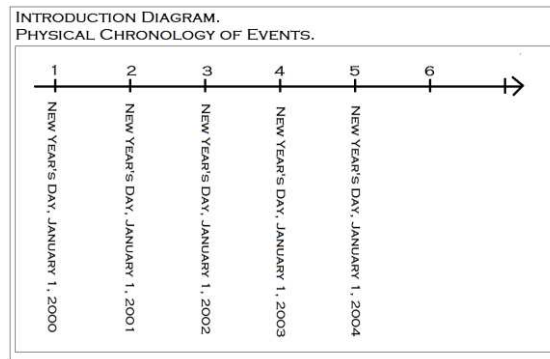 INTRODUCTION DIAGRAM.
PHYSICAL CHRONOLOGY OF EVENTS.
1 2 3 4 5 6
NEW YEAR'S DAY, JANUARY 1, 2000
NEW YEAR'S DAY, JANUARY 1, 2001
NEW YEAR'S DAY, JANUARY 1, 2002
NEW YEAR'S DAY, JANUARY 1, 2003
NEW YEAR'S DAY, JANUARY 1, 2004